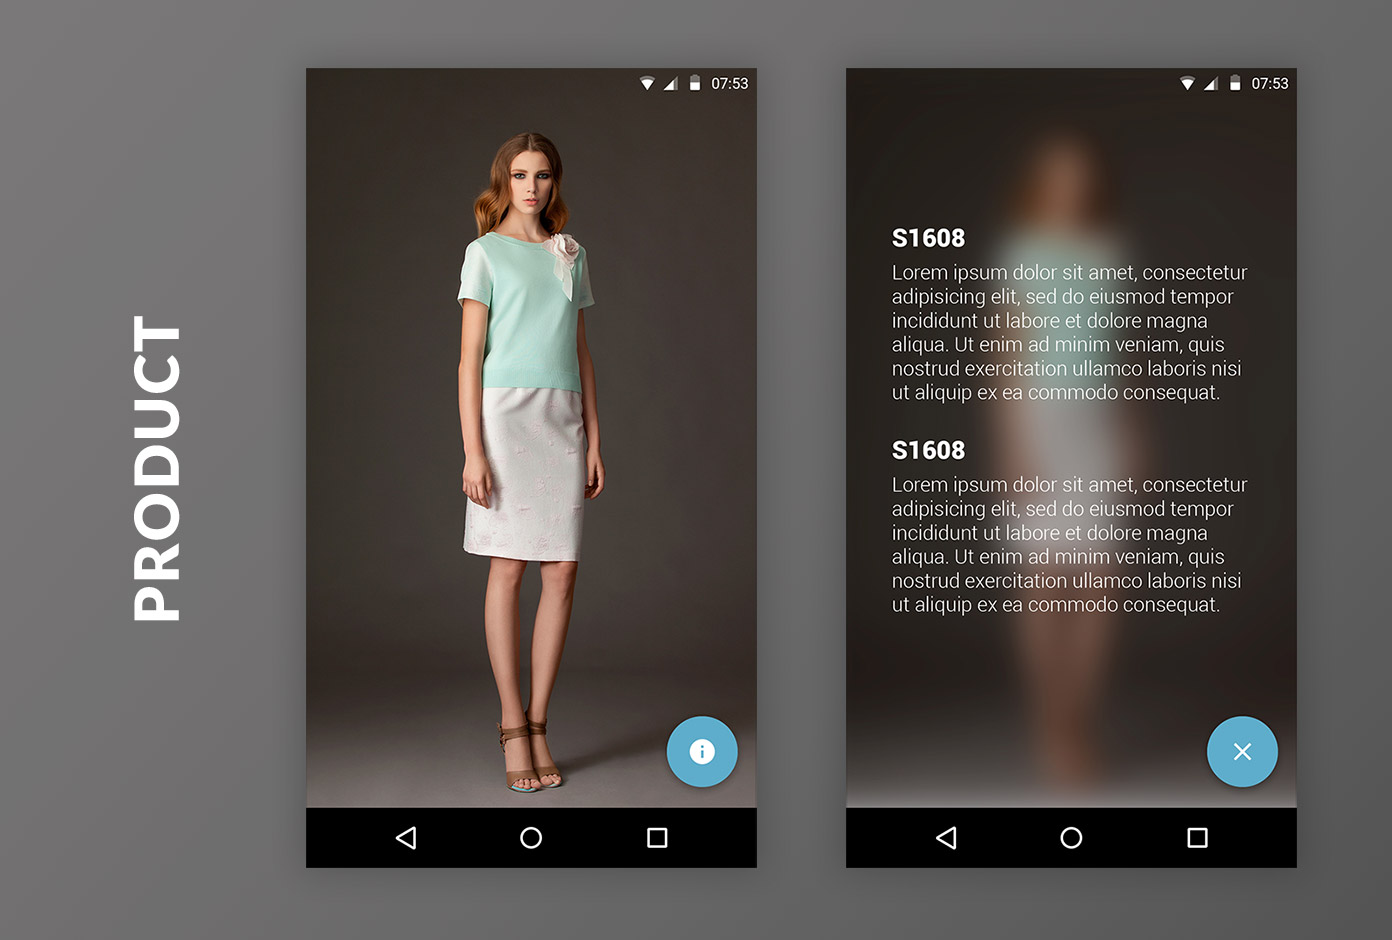 PRODUCT
07:53
07:53
S1608
Lorem ipsum dolor sit amet, consectetur
adipisicing elit, sed do eiusmod tempor
incididunt ut labore et dolore magna
aliqua. Ut enim ad minim veniam, quis
nostrud exercitation ullamco laboris nisi
ut aliquip ex ea commodo consequat.
S1608
Lorem ipsum dolor sit amet, consectetur
adipisicing elit, sed do eiusmod tempor
incididunt ut labore et dolore magna
aliqua. Ut enim ad minim veniam, quis
nostrud exercitation ullamco laboris nisi
ut aliquip ex ea commodo consequat.